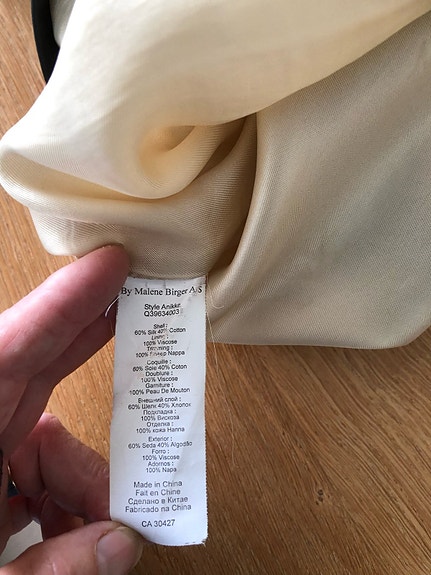 By Malene Birger A/S
Style Anikke
Q39634003
Shell :
60% Silk 40% Cotton
Lining :
100% Viscose
Trimming :
100% Nappa
Coquille :
60% Soie 40% Coton
Doublure :
100% Viscose
Garniture :
100% Peau De Mouton
Внешний слой :
60% Шелк 40% Хлопок
Подкладка :
100% Вискоза
Отделка :
100% кожа Наппа
Exterior :
60% Seda 40% Algodão
Forro :
100% Viscose
Adornos :
100% Napa
Made in China
Fait en Chine
Сделано в Китае
Fabricado na China
CA 30427